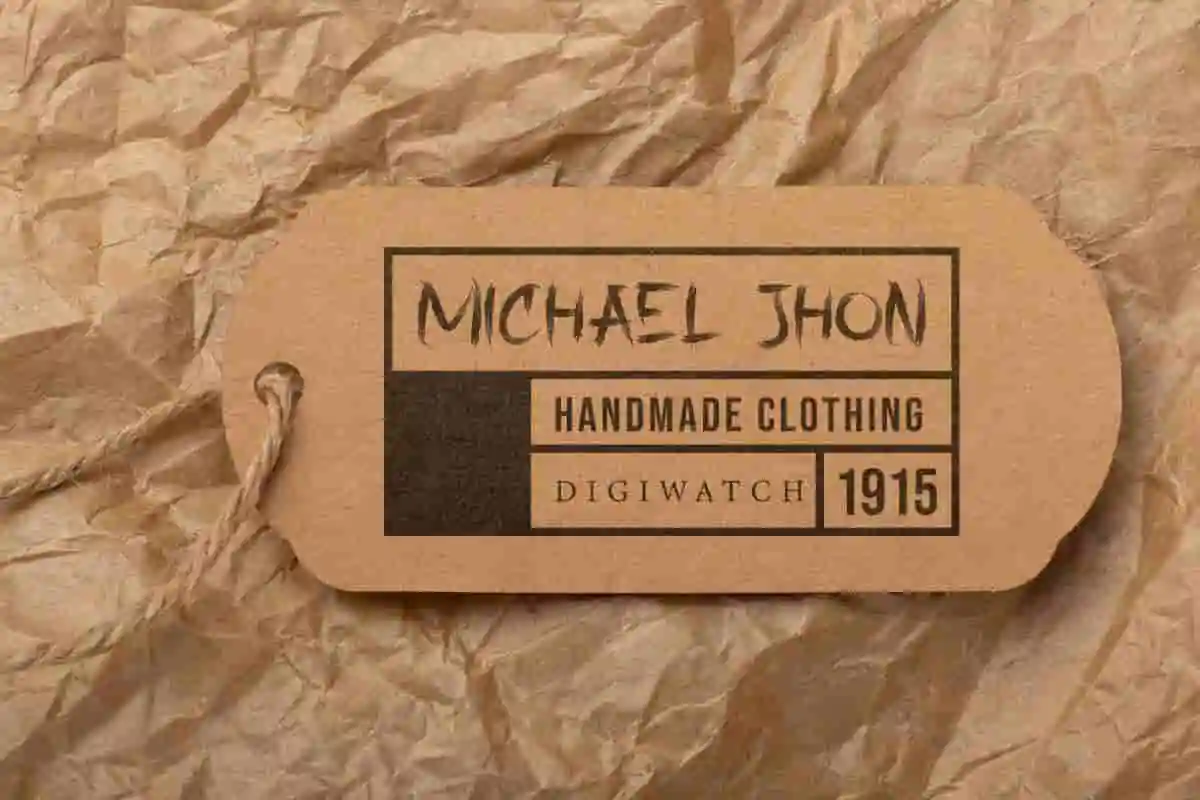 MICHAEL JHON
HANDMADE CLOTHING
DIGIWATCH
1915